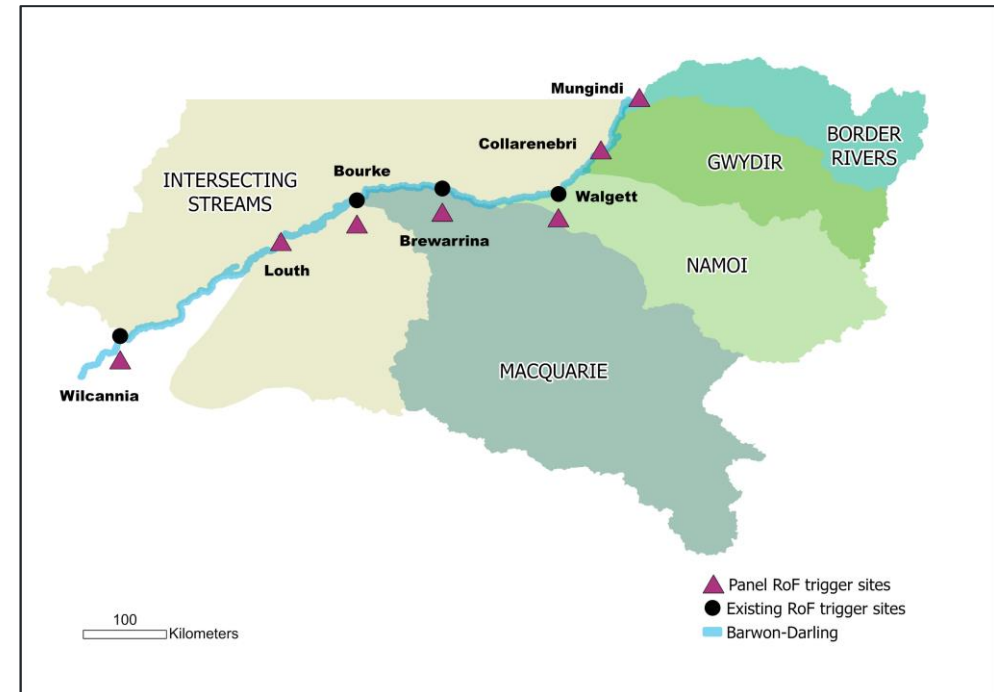 Mungindi
Collarenebri
BORDER
RIVERS
GWYDIR
Bourke
INTERSECTING
STREAMS
Walgett
Brewarrina
Louth
NAMOI
MACQUARIE
Wilcannia
Panel RoF trigger sites
Existing RoF trigger sites
Barwon-Darling
100
Kilometers